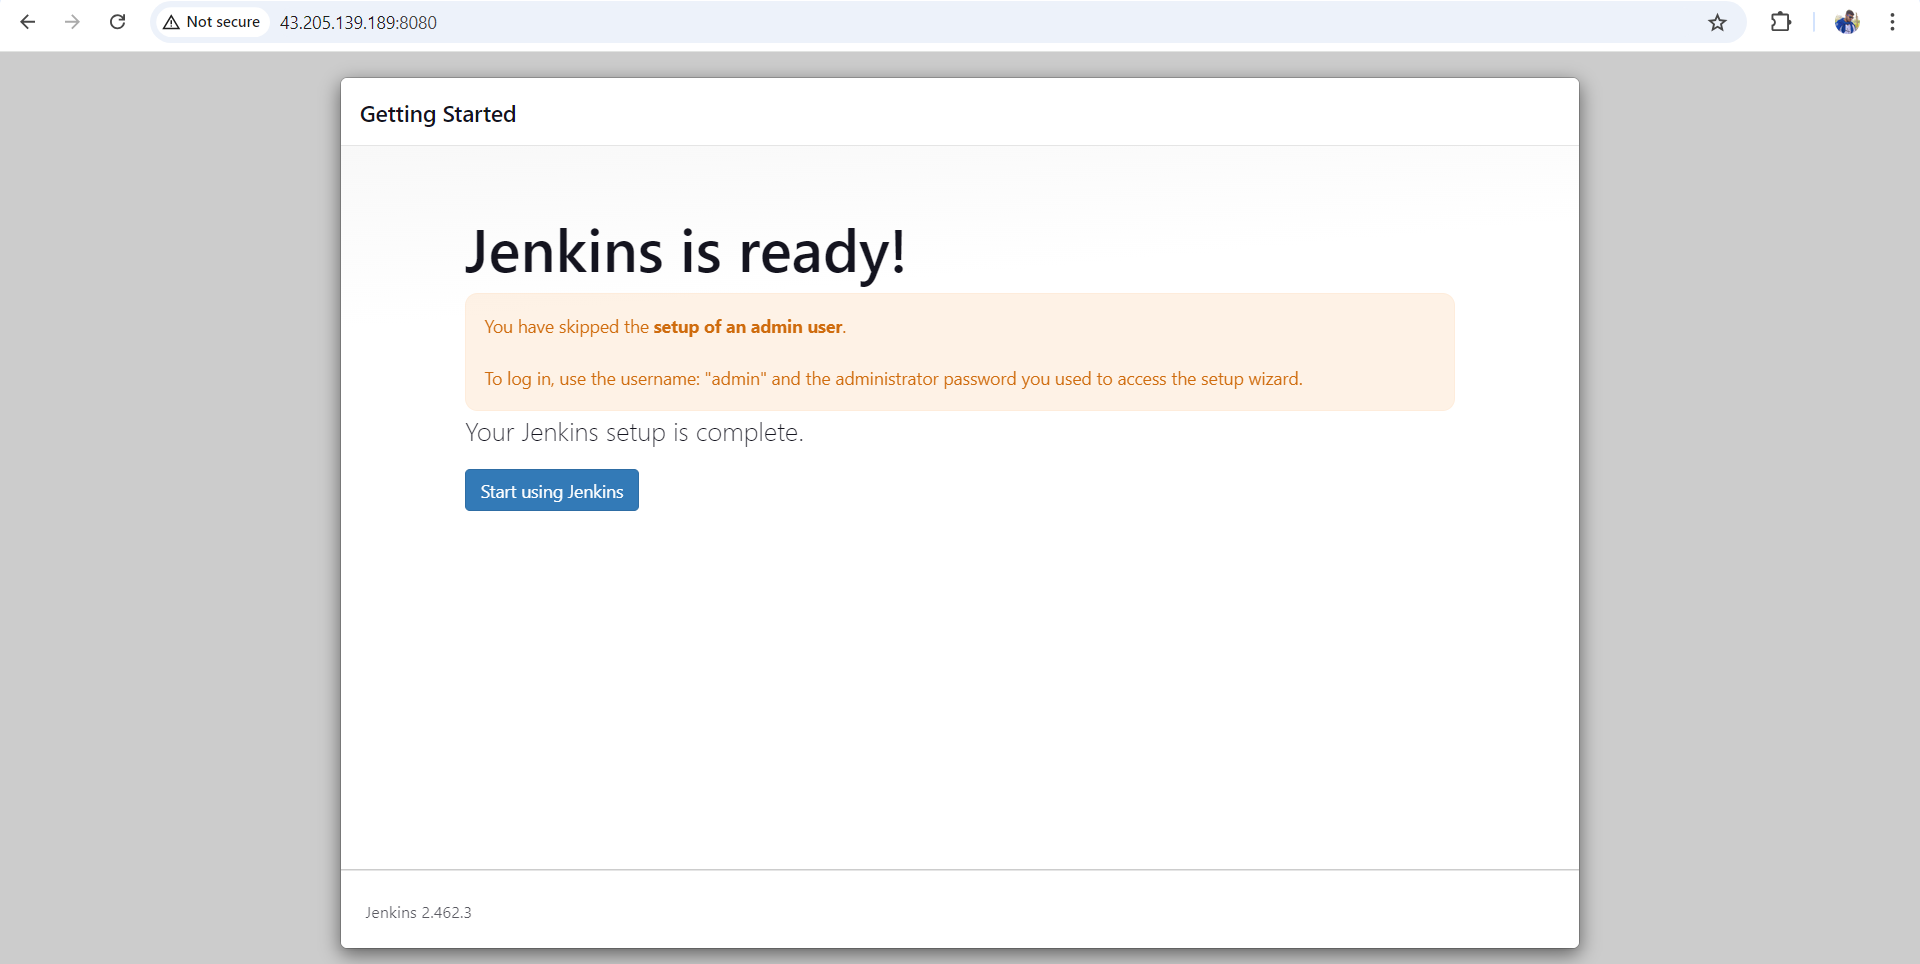 Not secure 43.205.139.189:8080
Getting Started
Jenkins is ready!
You have skipped the setup of an admin user.
To log in, use the username: "admin" and the administrator password you used to access the setup wizard.
Your Jenkins setup is complete.
Start using Jenkins
Jenkins 2.462.3